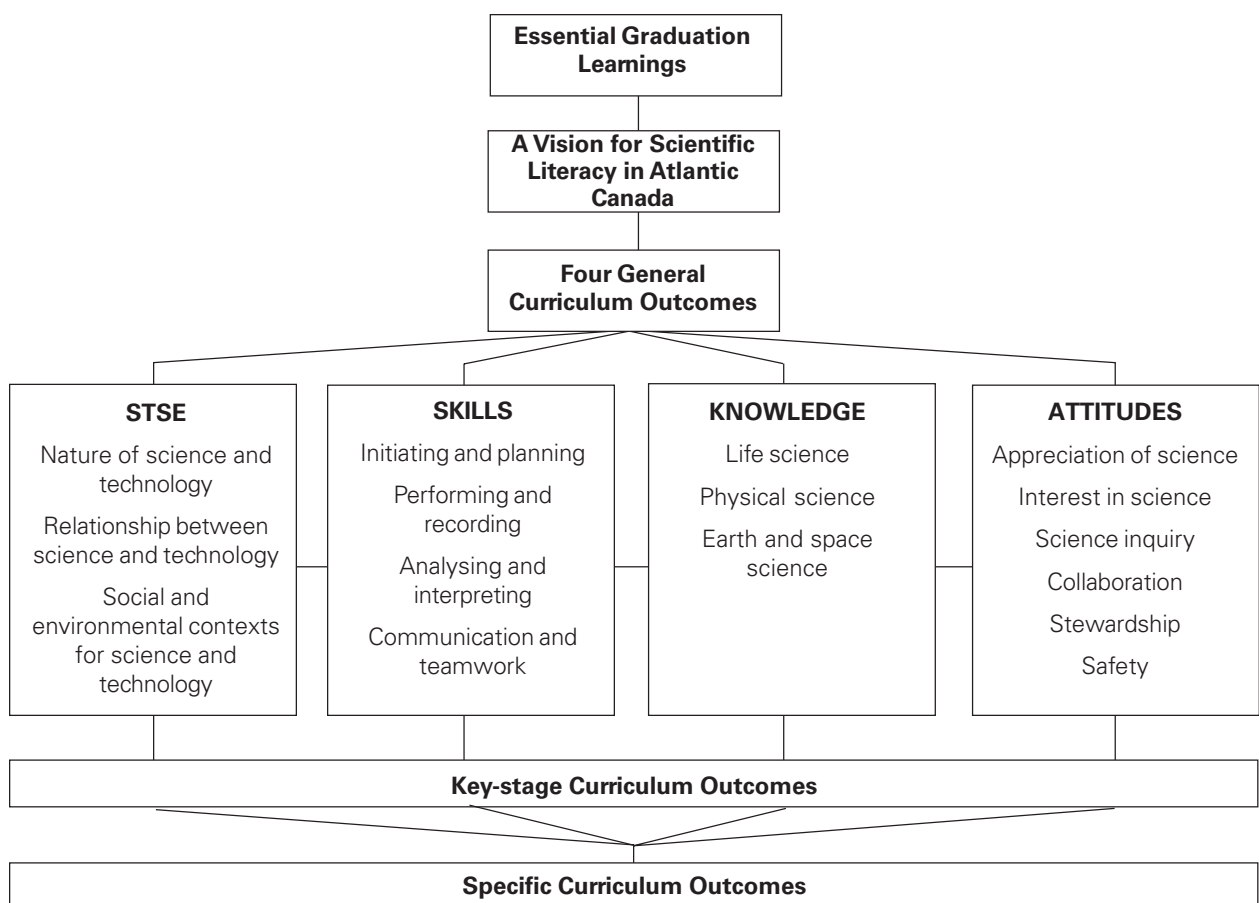 Essential Graduation
Learnings
A Vision for Scientific
Literacy in Atlantic
Canada
Four General
Curriculum Outcomes
STSE
Nature of science and
technology
Relationship between
science and technology
Social and
environmental contexts
for science and
technology
SKILLS
Initiating and planning
Performing and
recording
Analysing and
interpreting
Communication and
teamwork
KNOWLEDGE
Life science
Physical science
Earth and space
science
ATTITUDES
Appreciation of science
Interest in science
Science inquiry
Collaboration
Stewardship
Safety
Key-stage Curriculum Outcomes
Specific Curriculum Outcomes